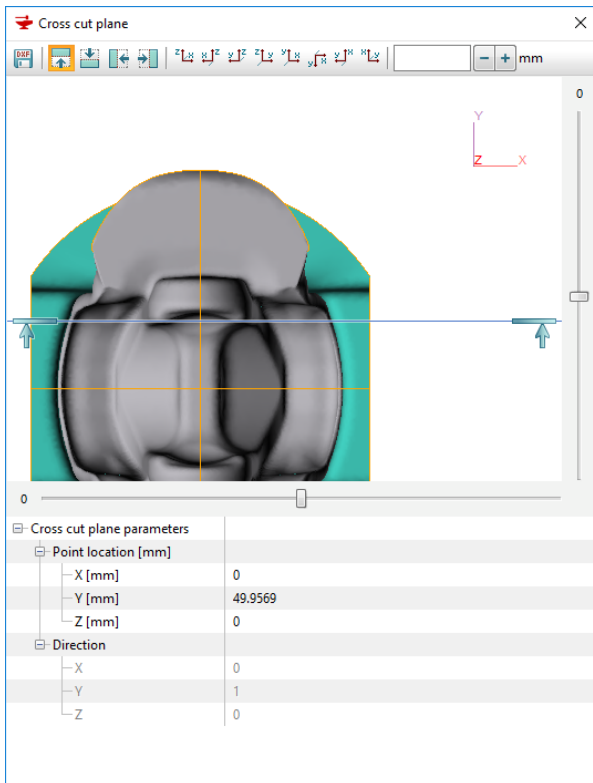 Cross cut plane
DXF
mm
0
Y
Z X
0
Cross cut plane parameters
Point location [mm]
X [mm] 0
Y [mm] 49.9569
Z [mm] 0
Direction
X 0
Y 1
Z 0